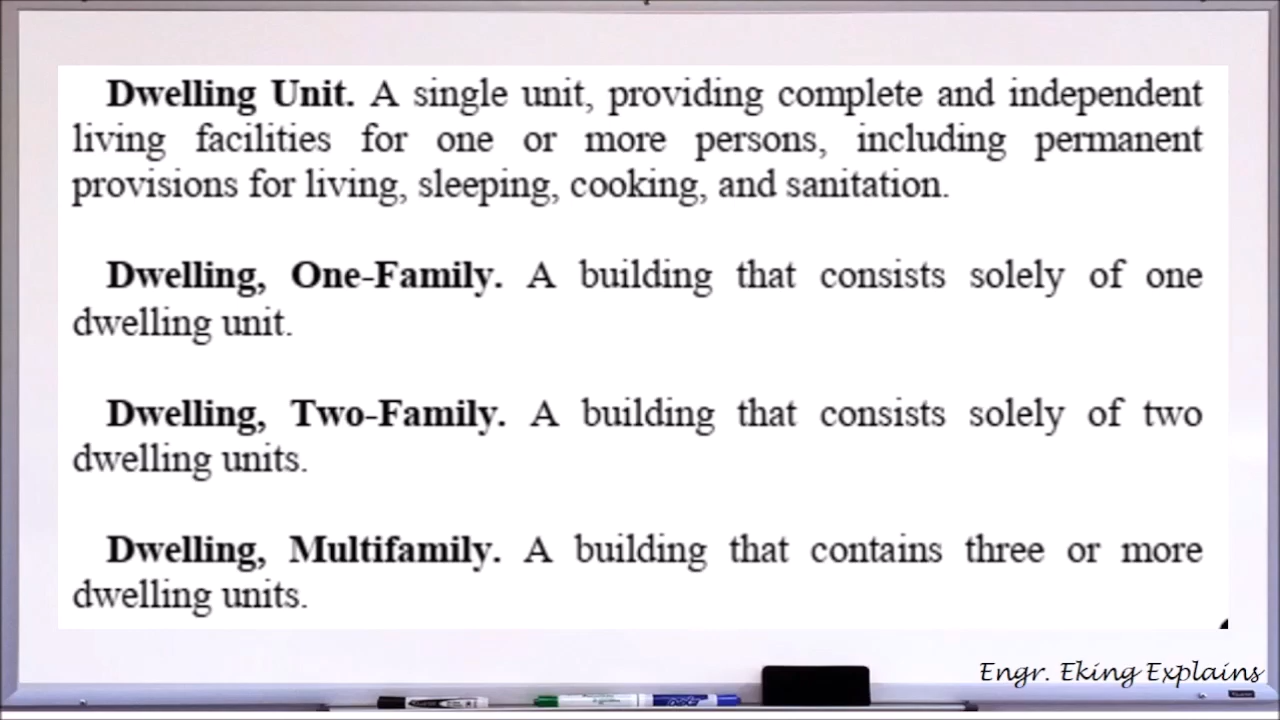 Dwelling Unit. A single unit, providing complete and independent
living facilities for one or more persons, including permanent
provisions for living, sleeping, cooking, and sanitation.
Dwelling, One-Family. A building that consists solely of one
dwelling unit.
Dwelling, Two-Family. A building that consists solely of two
dwelling units.
Dwelling, Multifamily. A building that contains three or more
dwelling units.
Engr. Eking Explains